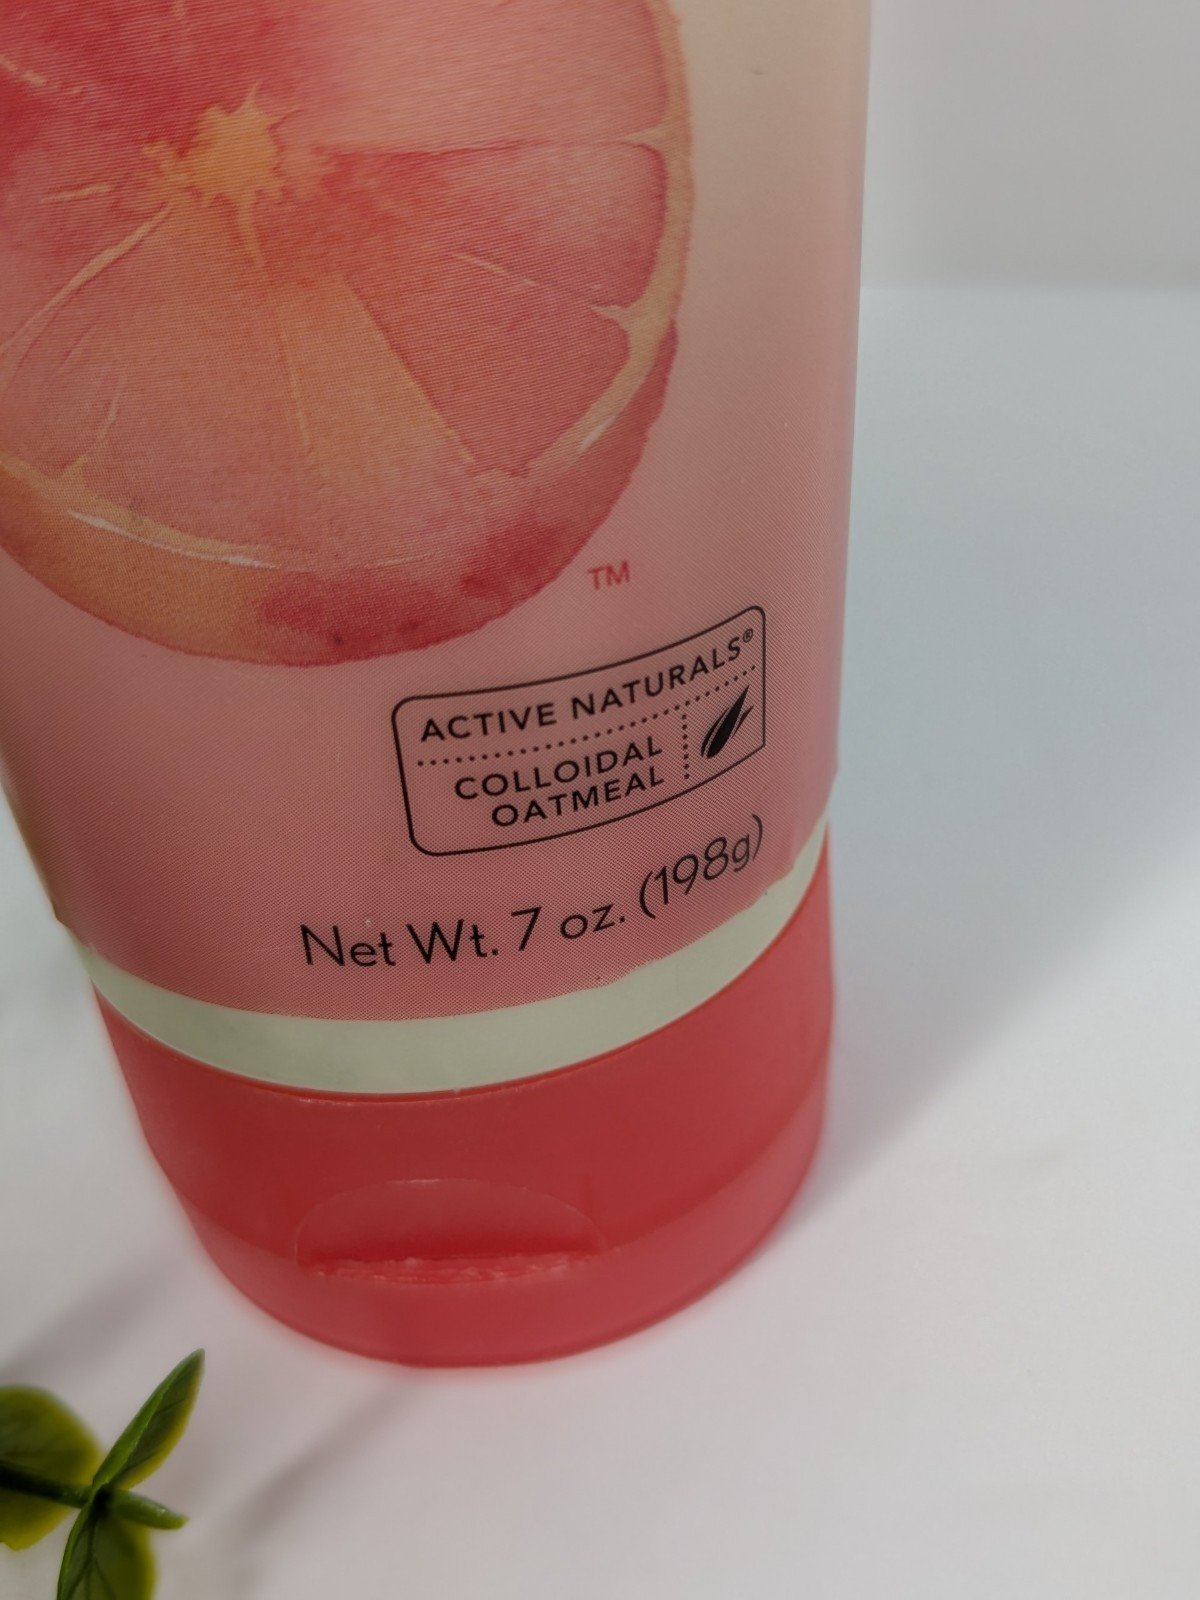 TM
ACTIVE NATURALS®
COLLOIDAL
OATMEAL
Net Wt. 7 oz. (198g)